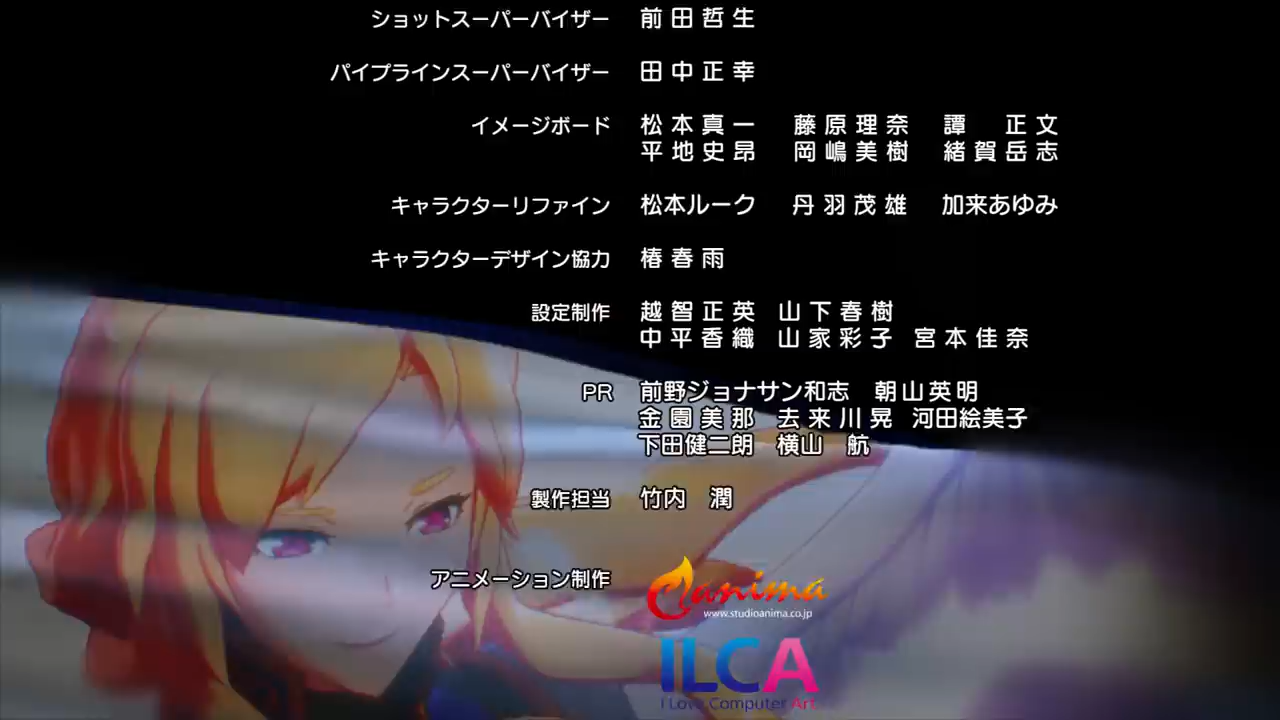 ショットスーパーバイザー 前田哲生
パイプラインスーパーバイザー 田中正幸
イメージボード 松本真一 藤原理奈 譚 正文
平地史昂 岡嶋美樹 緒賀岳志
キャラクターリファイン 松本ルーク 丹羽茂雄 加来あゆみ
キャラクターデザイン協力 椿春雨
設定制作 越智正英 山下春樹
中平香織 山家彩子 宮本佳奈
PR 前野ジョナサン和志 朝山英明
金園美那 去来川晃 河田絵美子
下田健二朗 横山 航
製作担当 竹内 潤
アニメーション制作 anima
www.studioanima.co.jp
ILCA
I Love Computer Art